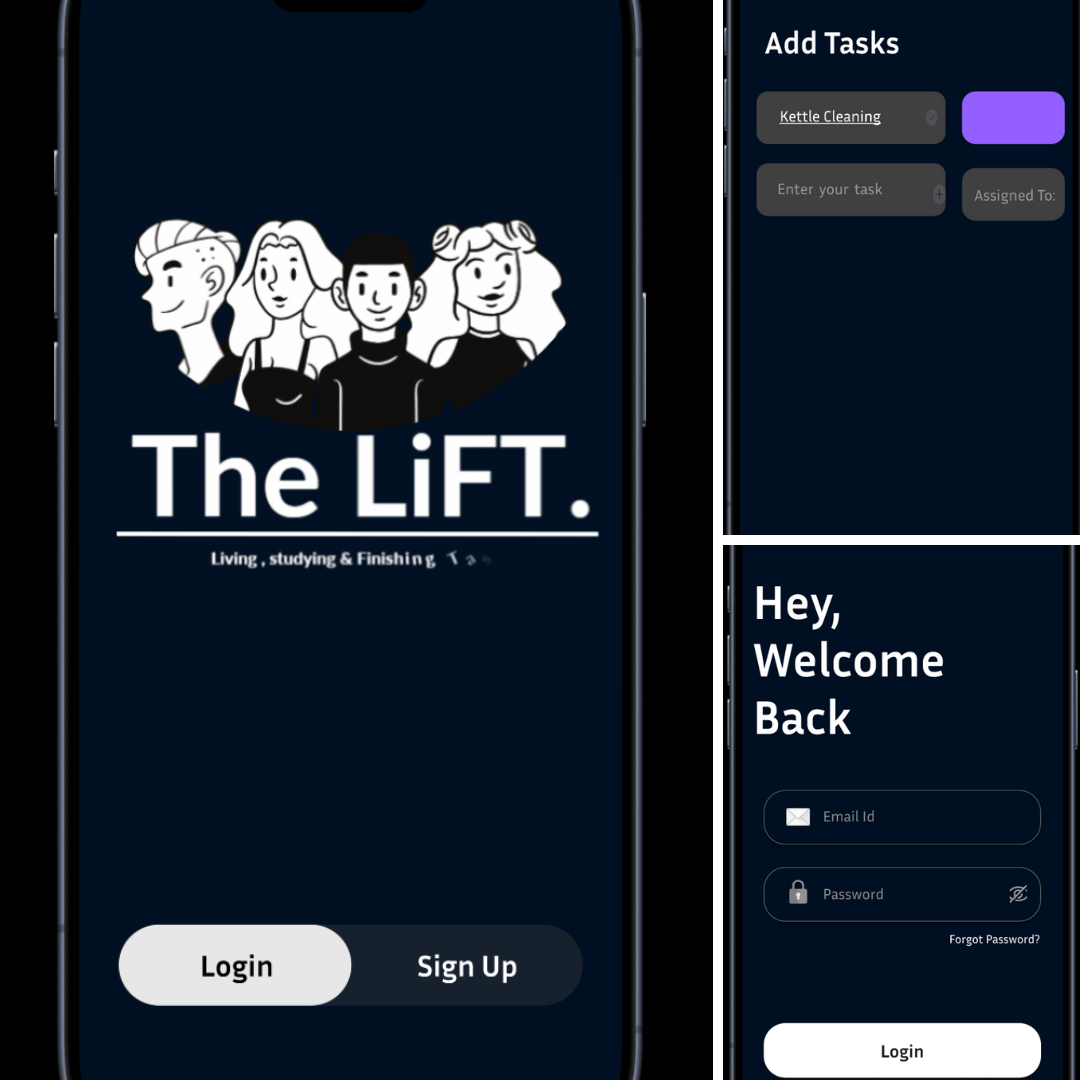 The LiFT.
Living , studying & Finishing
Login
Sign Up
Add Tasks
Kettle Cleaning
Enter your task
Assigned To:
Hey,
Welcome
Back
Email Id
Password
Forgot Password?
Login